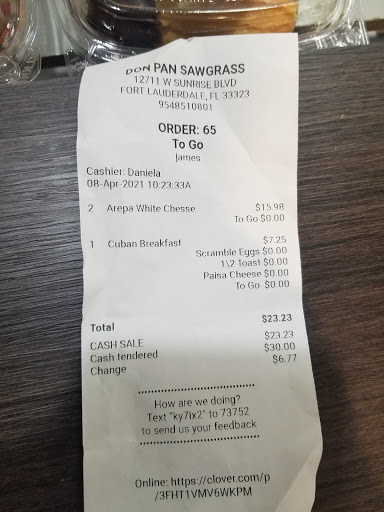 DON PAN SAWGRASS
12711 W SUNRISE BLVD
FORT LAUDERDALE, FL 33323
9548510801
ORDER: 65
To Go
james
Cashier: Daniela
08-Apr-2021 10:23:33A
2 Arepa White Chesse $15.98
To Go $0.00
1 Cuban Breakfast $7.25
Scramble Eggs $0.00
1\2 Toast $0.00
Paisa Cheese $0.00
To Go $0.00
Total $23.23
CASH SALE $23.23
Cash tendered $30.00
Change $6.77
How are we doing?
Text "ky7ix2" to 73752
to send us your feedback
Online: https://clover.com/p
/3FHT1VMV6WKPM